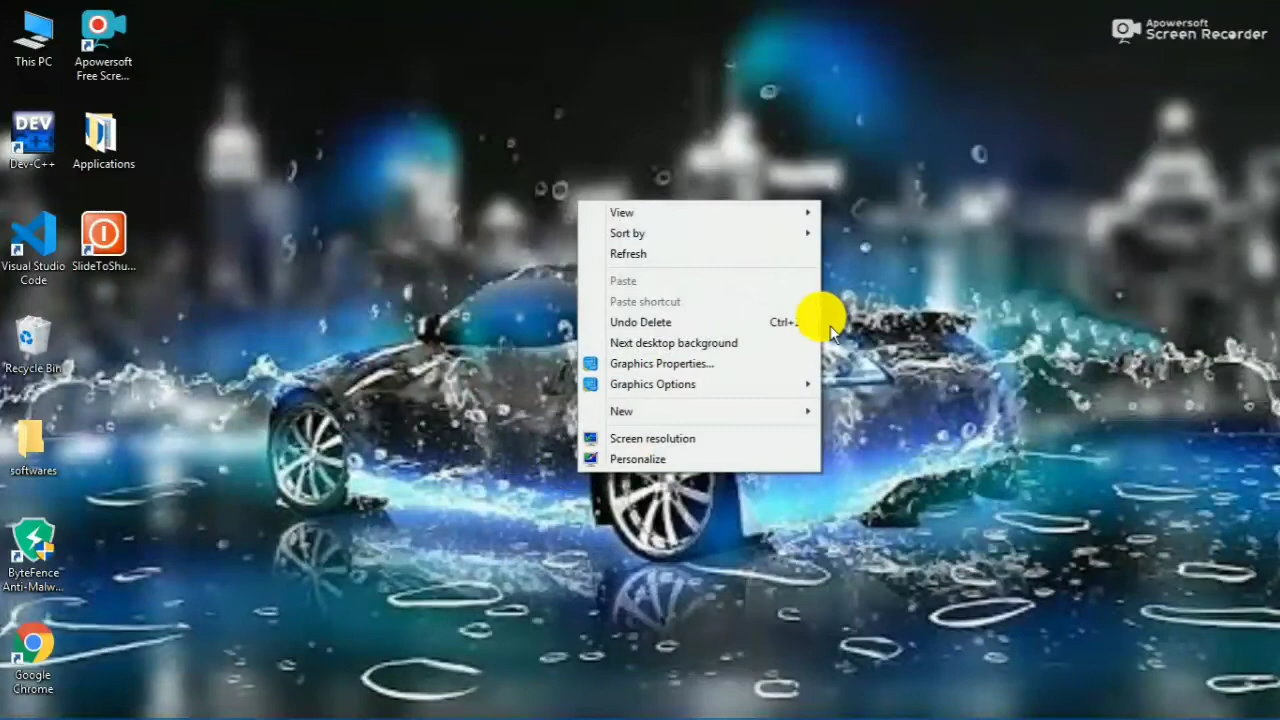 This PC
Apowersoft
Free Scre...
DEV
Dev-C++
Applications
Visual Studio
Code
SlideToShu...
Recycle Bin
softwares
ByteFence
Anti-Malw...
Google
Chrome
View
Sort by
Refresh
Paste
Paste shortcut
Undo Delete
Next desktop background
Graphics Properties...
Graphics Options
New
Screen resolution
Personalize
Apowersoft
Screen Recorder